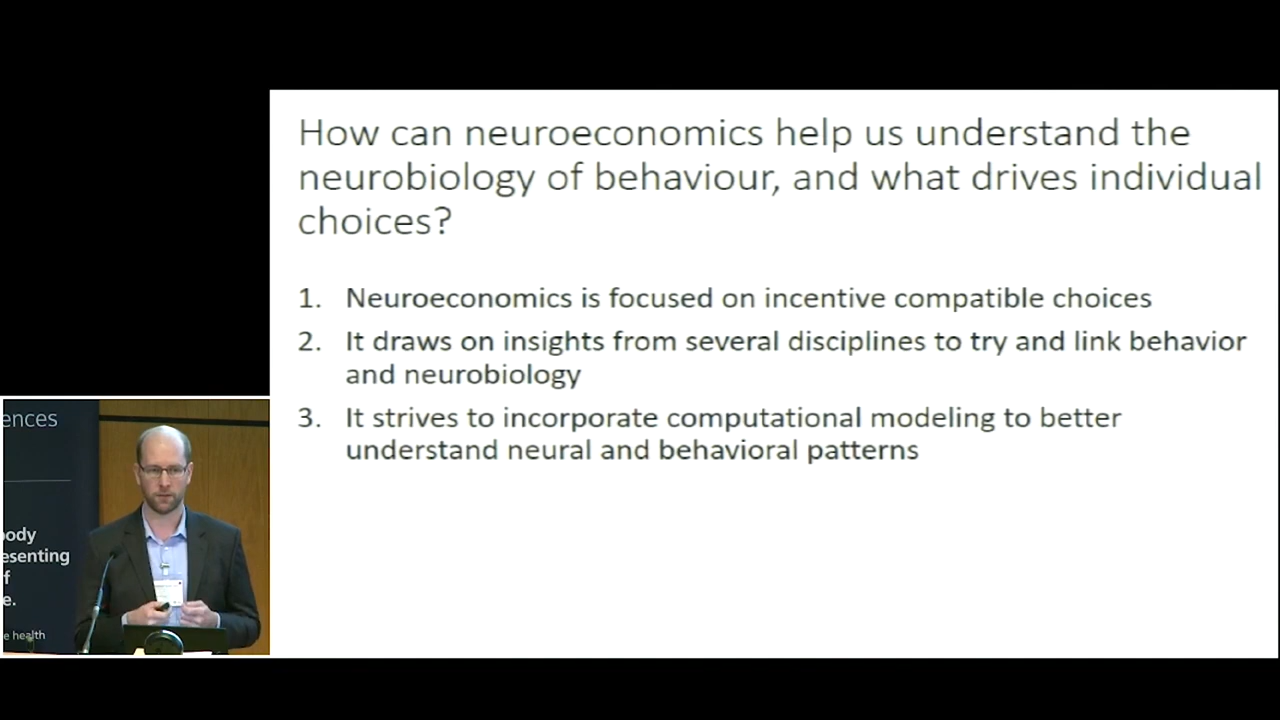 How can neuroeconomics help us understand the
neurobiology of behaviour, and what drives individual
choices?
1. Neuroeconomics is focused on incentive compatible choices
2. It draws on insights from several disciplines to try and link behavior
and neurobiology
3. It strives to incorporate computational modeling to better
understand neural and behavioral patterns
ences
body
esenting
f
e.
e health